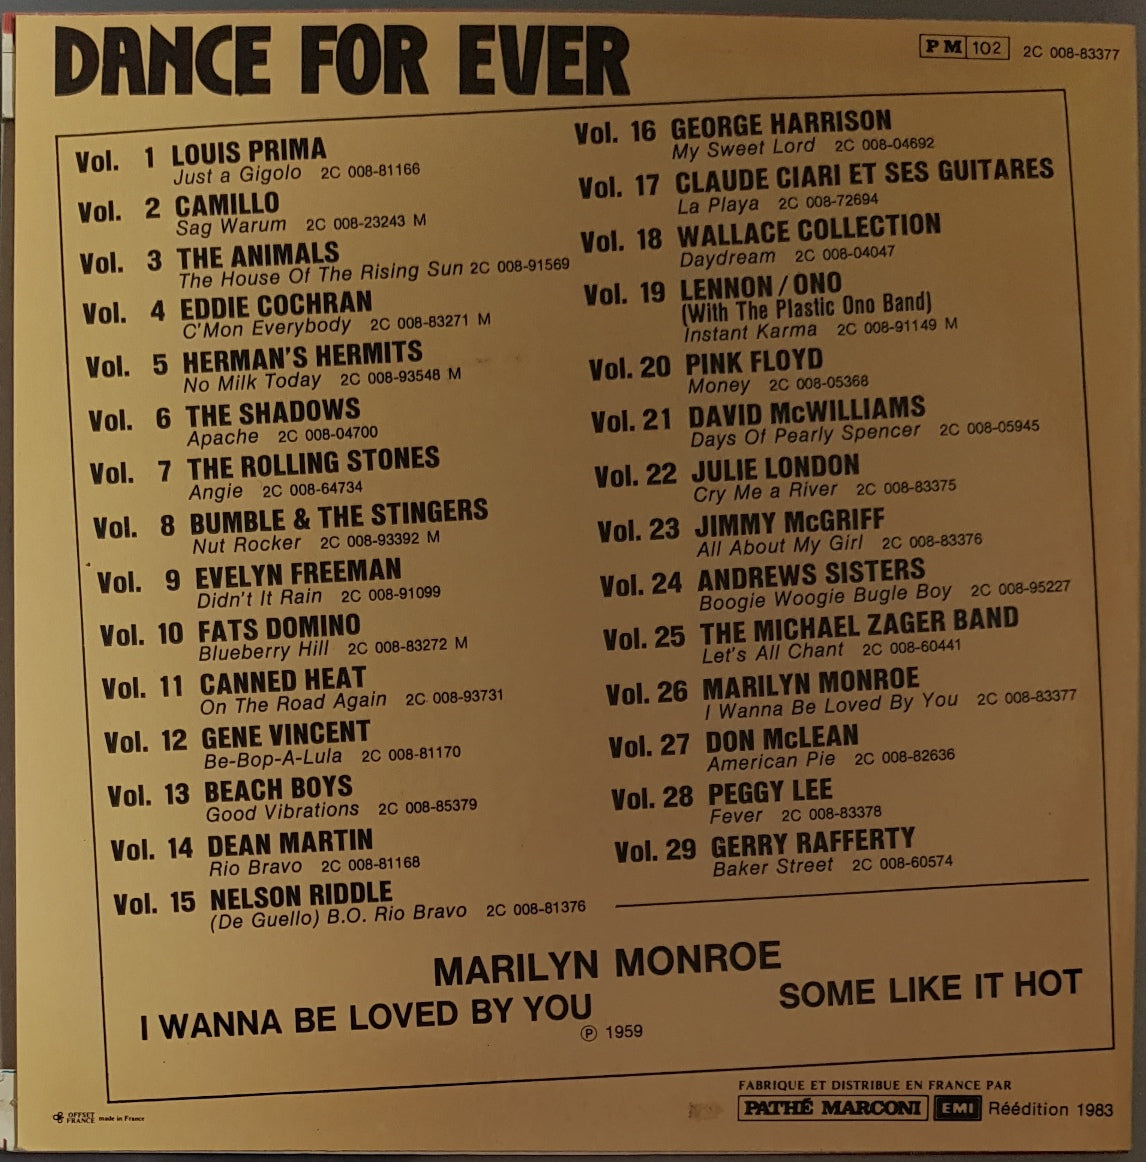 DANCE FOR EVER
PM 102 2C 008-83377
Vol. 1 LOUIS PRIMA
Just a Gigolo 2C 008-81166
Vol. 2 CAMILLO
Sag Warum 2C 008-23243 M
Vol. 3 THE ANIMALS
The House Of The Rising Sun 2C 008-91569
Vol. 4 EDDIE COCHRAN
C'Mon Everybody 2C 008-83271 M
Vol. 5 HERMAN'S HERMITS
No Milk Today 2C 008-93548 M
Vol. 6 THE SHADOWS
Apache 2C 008-04700
Vol. 7 THE ROLLING STONES
Angie 2C 008-64734
Vol. 8 BUMBLE & THE STINGERS
Nut Rocker 2C 008-93392 M
Vol. 9 EVELYN FREEMAN
Didn't It Rain 2C 008-91099
Vol. 10 FATS DOMINO
Blueberry Hill 2C 008-83272 M
Vol. 11 CANNED HEAT
On The Road Again 2C 008-93731
Vol. 12 GENE VINCENT
Be-Bop-A-Lula 2C 008-81170
Vol. 13 BEACH BOYS
Good Vibrations 2C 008-85379
Vol. 14 DEAN MARTIN
Rio Bravo 2C 008-81168
Vol. 15 NELSON RIDDLE
(De Guello) B.O. Rio Bravo 2C 008-81376
Vol. 16 GEORGE HARRISON
My Sweet Lord 2C 008-04692
Vol. 17 CLAUDE CIARI ET SES GUITARES
La Playa 2C 008-72694
Vol. 18 WALLACE COLLECTION
Daydream 2C 008-04047
Vol. 19 LENNON / ONO
(With The Plastic Ono Band)
Instant Karma 2C 008-91149 M
Vol. 20 PINK FLOYD
Money 2C 008-05368
Vol. 21 DAVID McWILLIAMS
Days Of Pearly Spencer 2C 008-05945
Vol. 22 JULIE LONDON
Cry Me a River 2C 008-83375
Vol. 23 JIMMY McGRIFF
All About My Girl 2C 008-83376
Vol. 24 ANDREWS SISTERS
Boogie Woogie Bugle Boy 2C 008-95227
Vol. 25 THE MICHAEL ZAGER BAND
Let's All Chant 2C 008-60441
Vol. 26 MARILYN MONROE
I Wanna Be Loved By You 2C 008-83377
Vol. 27 DON McLEAN
American Pie 2C 008-82636
Vol. 28 PEGGY LEE
Fever 2C 008-83378
Vol. 29 GERRY RAFFERTY
Baker Street 2C 008-60574
MARILYN MONROE
I WANNA BE LOVED BY YOU SOME LIKE IT HOT
Ⓟ 1959
FABRIQUE ET DISTRIBUE EN FRANCE PAR
PATHÉ MARCONI EMI Réédition 1983
OFFSET
FRANCE made in France